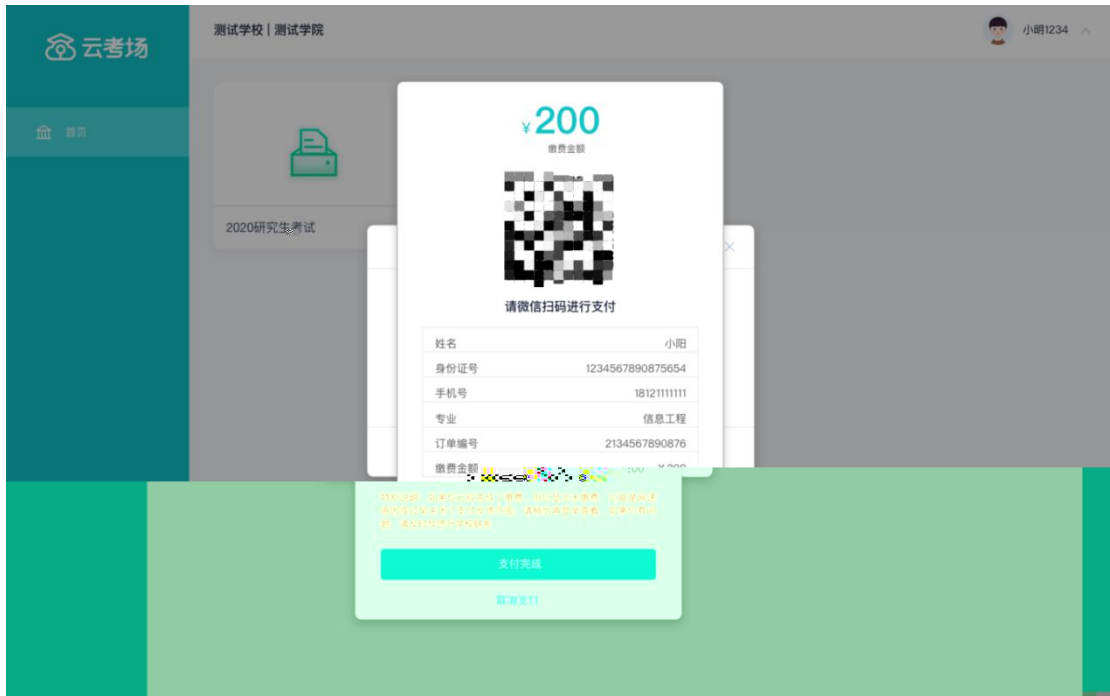 云考场
测试学校 | 测试学院
小明1234
首页
2020研究生考试
¥200
缴费金额
请微信扫码进行支付
姓名 小阳
身份证号 1234567890875654
手机号 18121111111
专业 信息工程
订单编号 2134567890876
缴费金额 ¥200
支付完成
取消支付